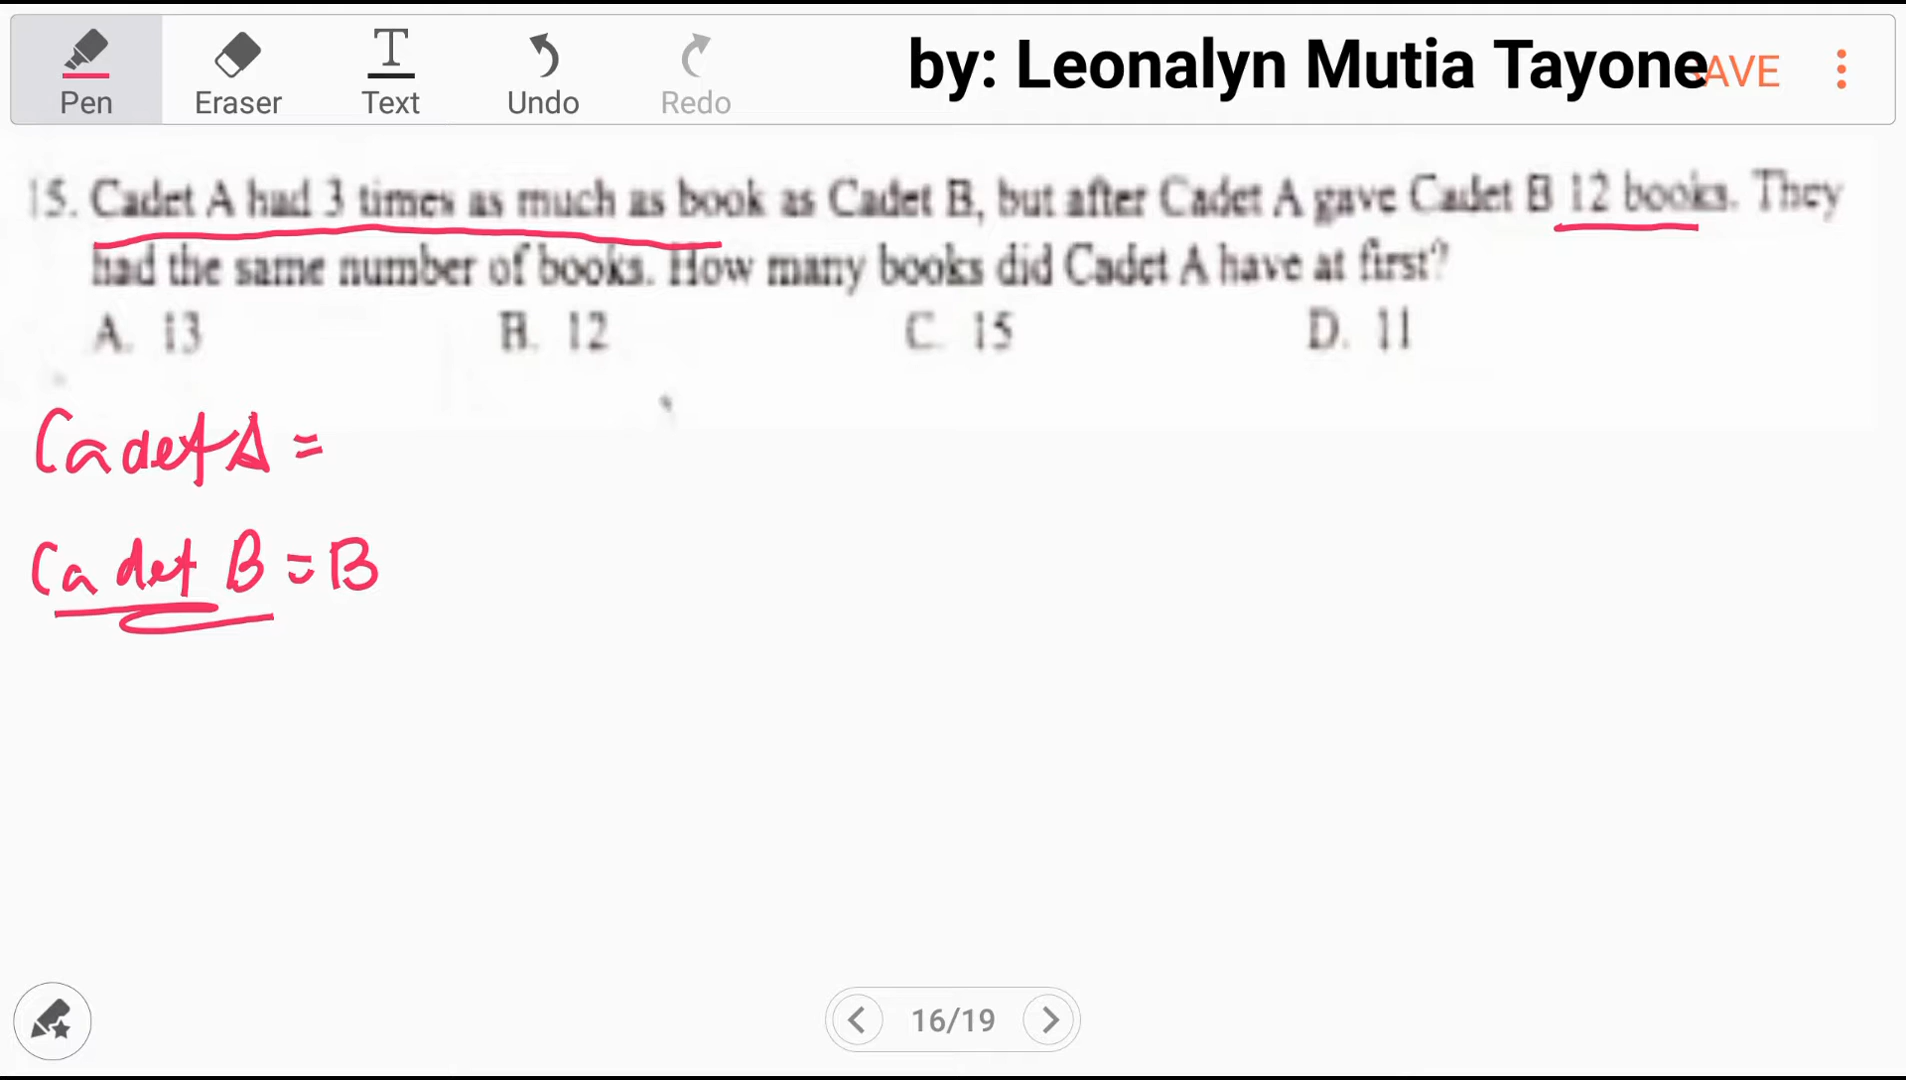 Pen
Eraser
Text
Undo
Redo
by: Leonalyn Mutia Tayone
AVE
15. Cadet A had 3 times as much as book as Cadet B, but after Cadet A gave Cadet B 12 books. They
had the same number of books. How many books did Cadet A have at first?
A. 13 B. 12 C. 15 D. 11
Cadet A =
Cadet B = B
16/19